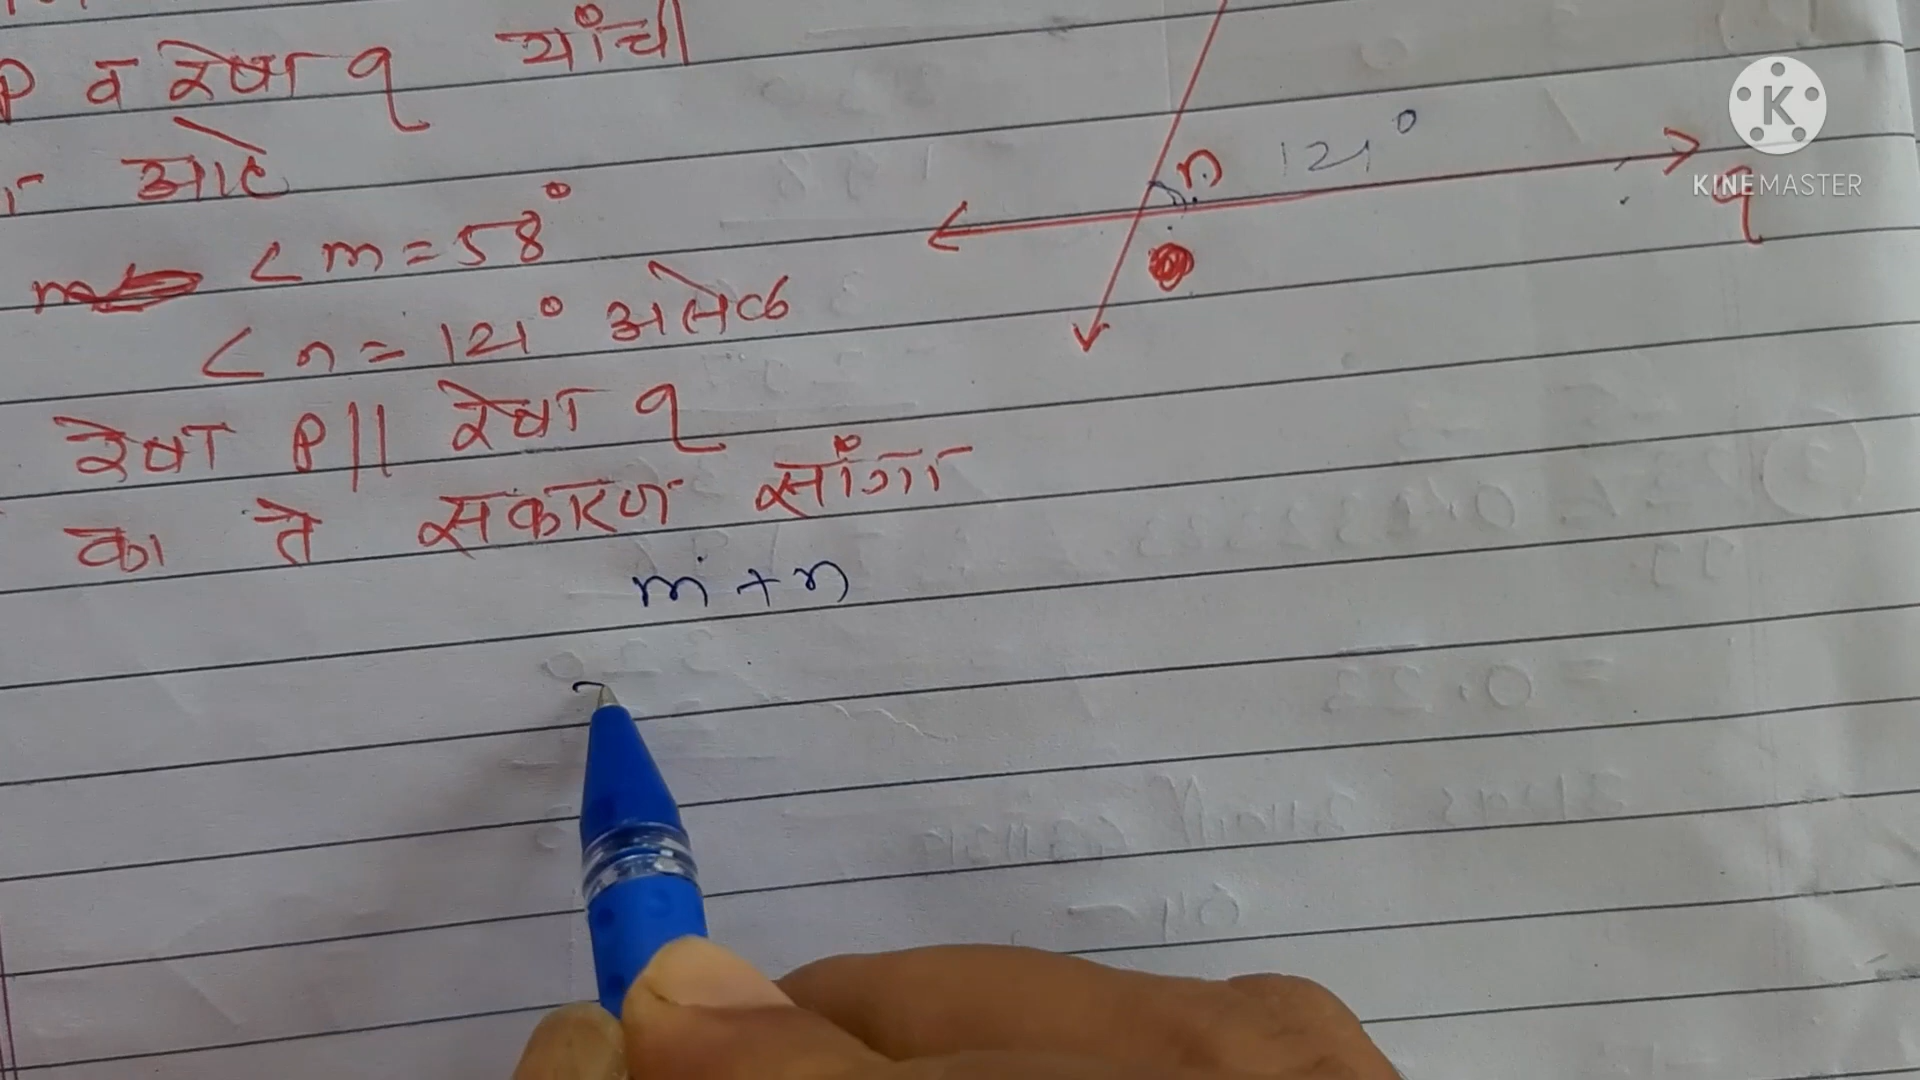 P व रेषा q यांची
आहे
< m = 58°
< n = 121° असेल
रेषा P || रेषा q
का ते सकारण सांगा
m + n
n 121°
q
K
KINEMASTER